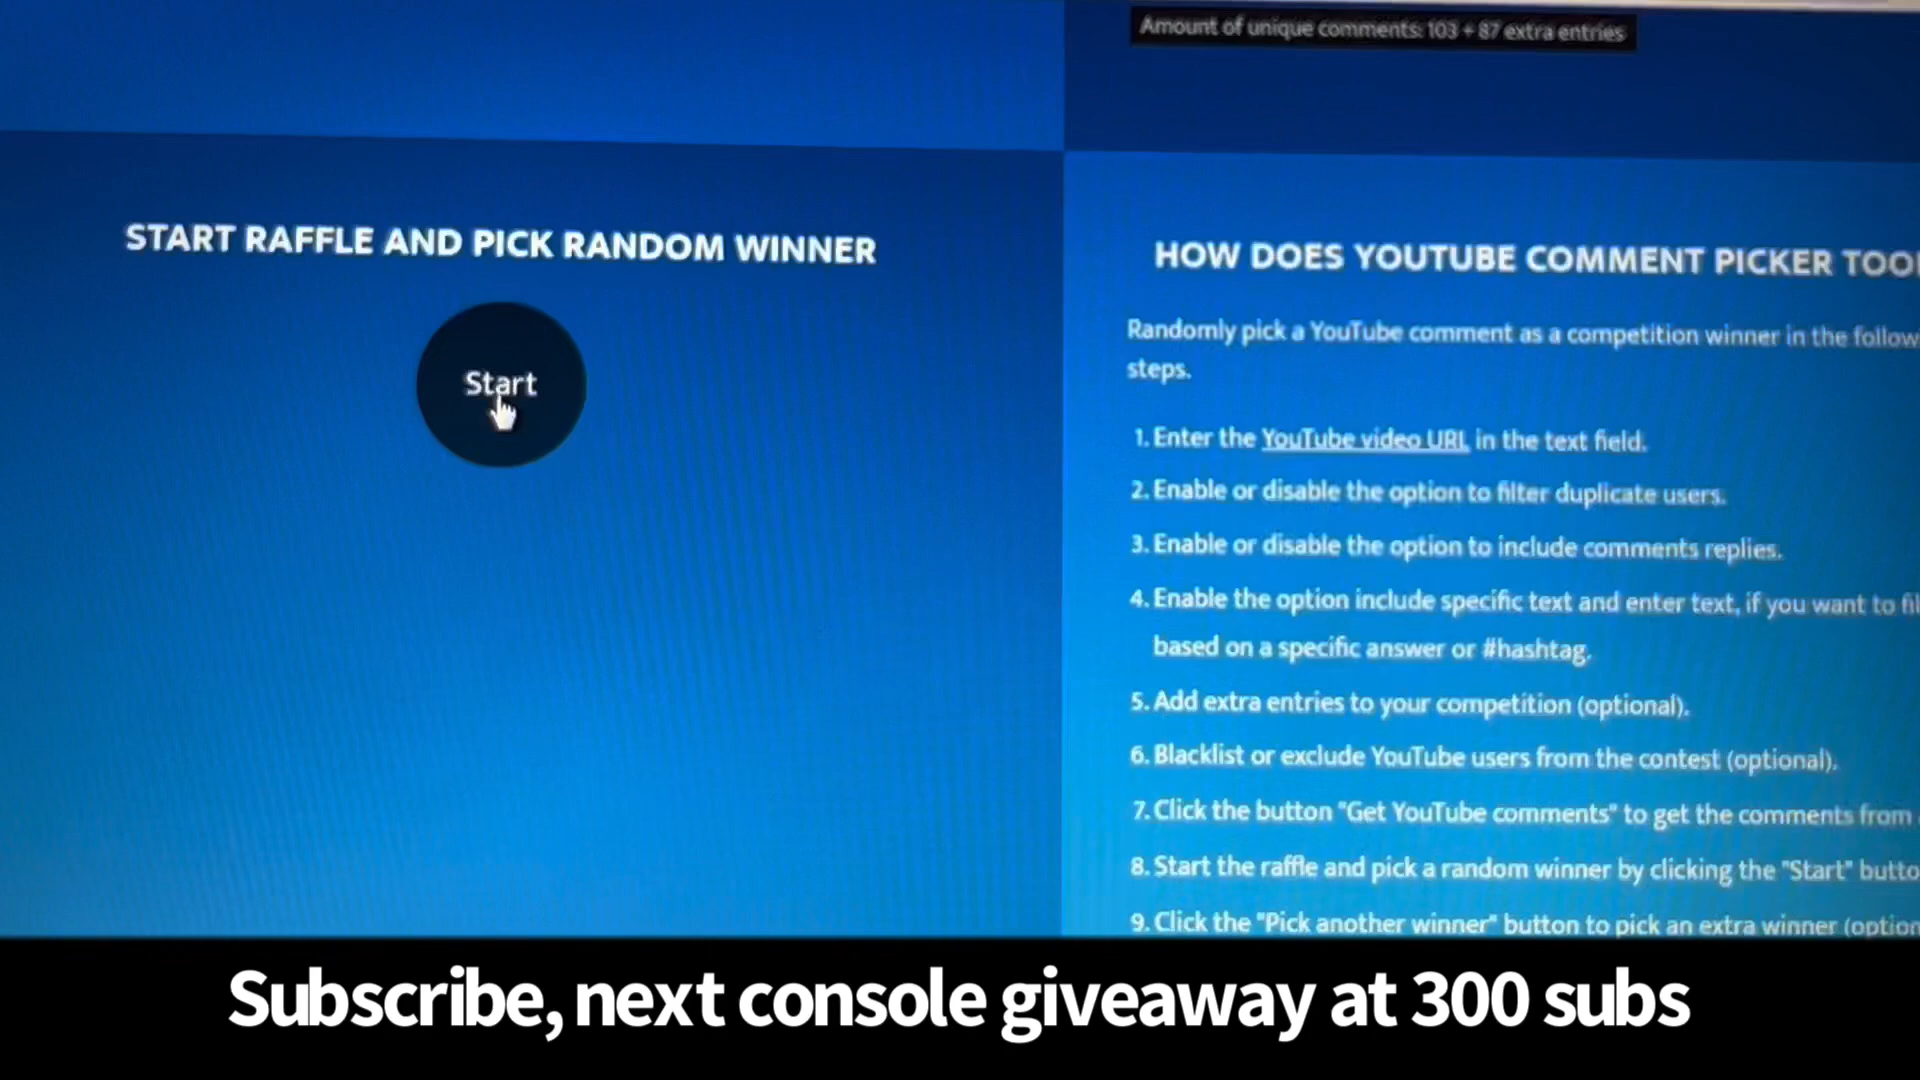 Amount of unique comments: 103 + 87 extra entries
START RAFFLE AND PICK RANDOM WINNER
Start
HOW DOES YOUTUBE COMMENT PICKER TOO
Randomly pick a YouTube comment as a competition winner in the follow
steps.
1. Enter the YouTube video URL in the text field.
2. Enable or disable the option to filter duplicate users.
3. Enable or disable the option to include comments replies.
4. Enable the option include specific text and enter text, if you want to fil
based on a specific answer or #hashtag.
5. Add extra entries to your competition (optional).
6. Blacklist or exclude YouTube users from the contest (optional).
7. Click the button "Get YouTube comments" to get the comments from
8. Start the raffle and pick a random winner by clicking the "Start" butto
9. Click the "Pick another winner" button to pick an extra winner (option
Subscribe, next console giveaway at 300 subs